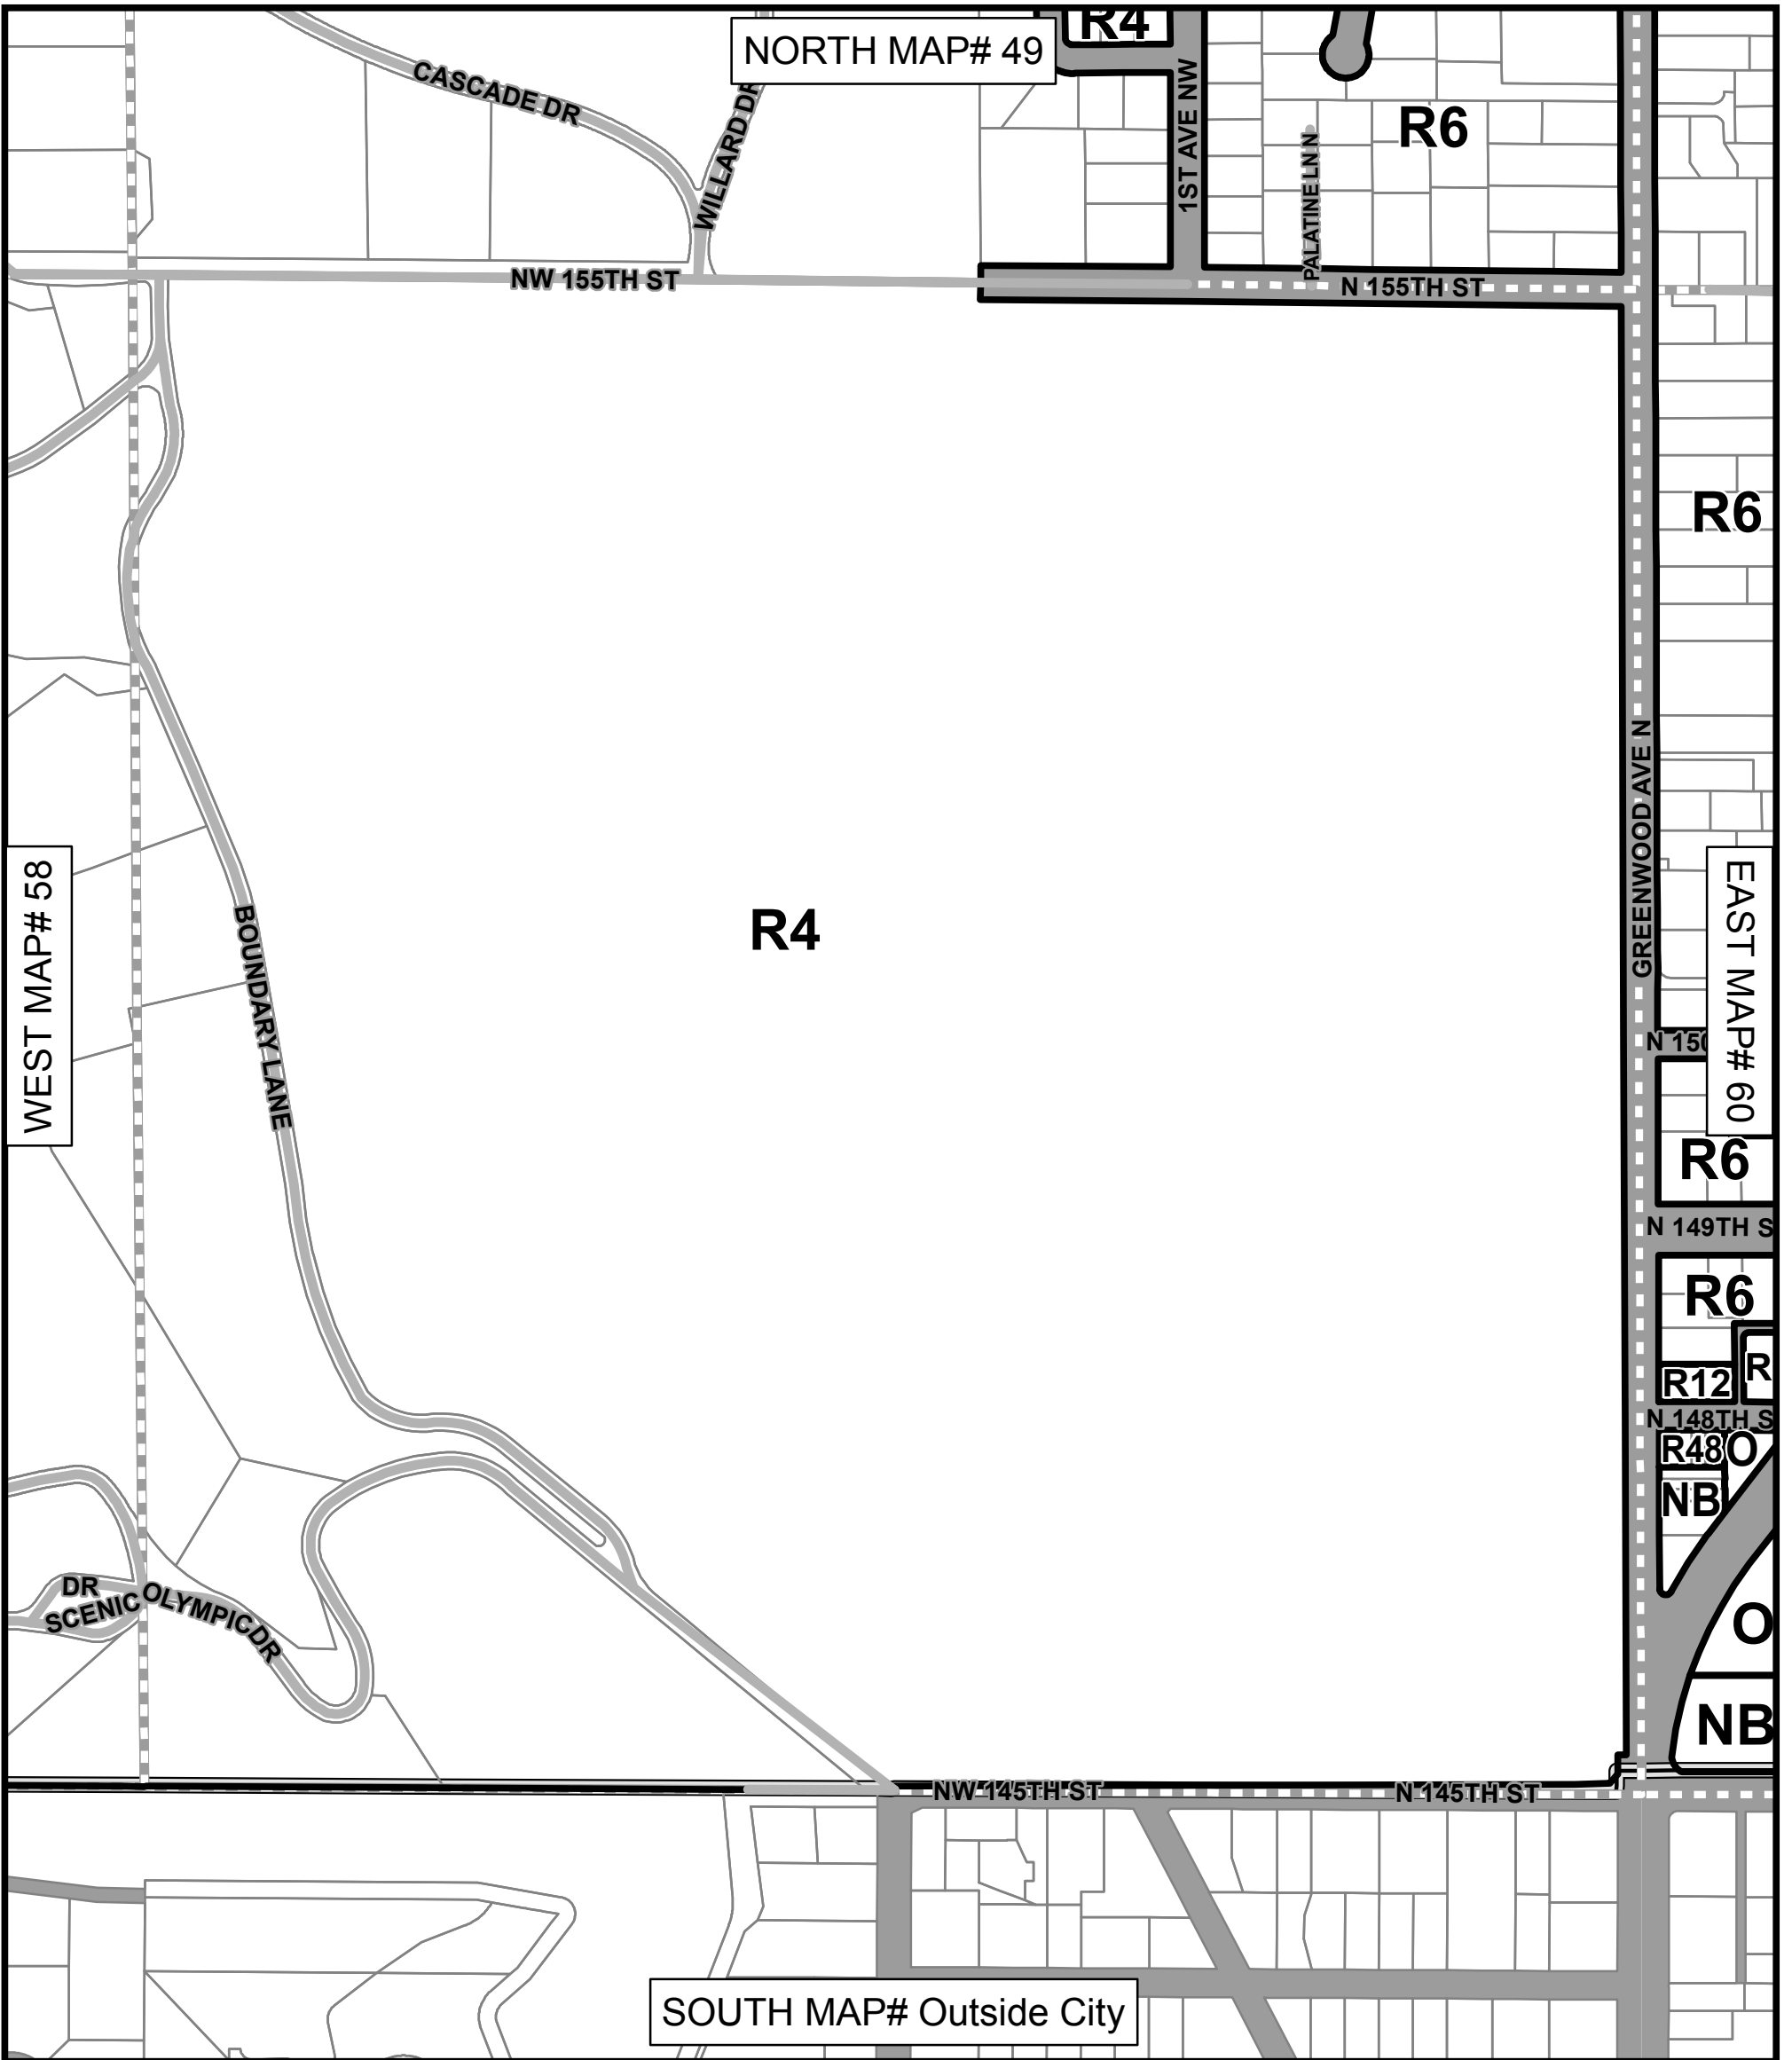 R4
NORTH MAP# 49
CASCADE DR
WILLARD DR
1ST AVE NW
R6
PALATINE LN N
NW 155TH ST
N 155TH ST
R6
GREENWOOD AVE N
WEST MAP# 58
EAST MAP# 60
BOUNDARY LANE
R4
N 150
R6
N 149TH S
R6
R
R12
N 148TH S
R48
O
NB
DR
SCENIC
OLYMPIC DR
O
NB
NW 145TH ST
N 145TH ST
SOUTH MAP# Outside City